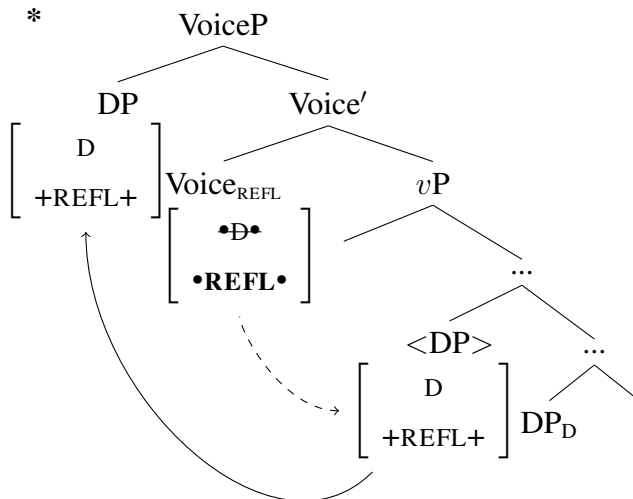 *
VoiceP
DP
Voice′
D
+REFL+
Voice_REFL
vP
•D•
•REFL•
...
<DP>
...
D
+REFL+
DP_D